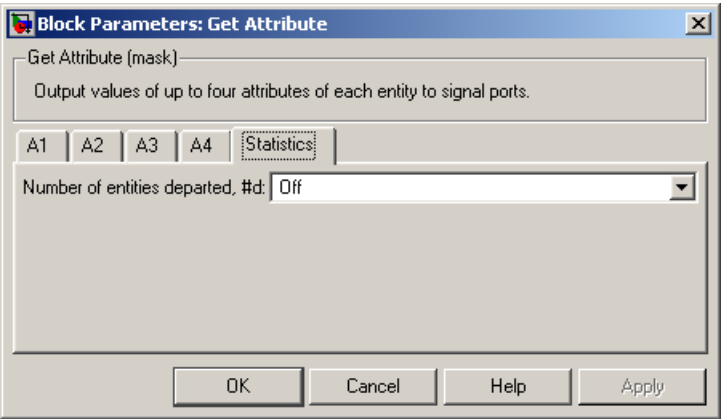 Block Parameters: Get Attribute
Get Attribute (mask)
Output values of up to four attributes of each entity to signal ports.
A1 A2 A3 A4 Statistics
Number of entities departed, #d: Off
OK Cancel Help Apply